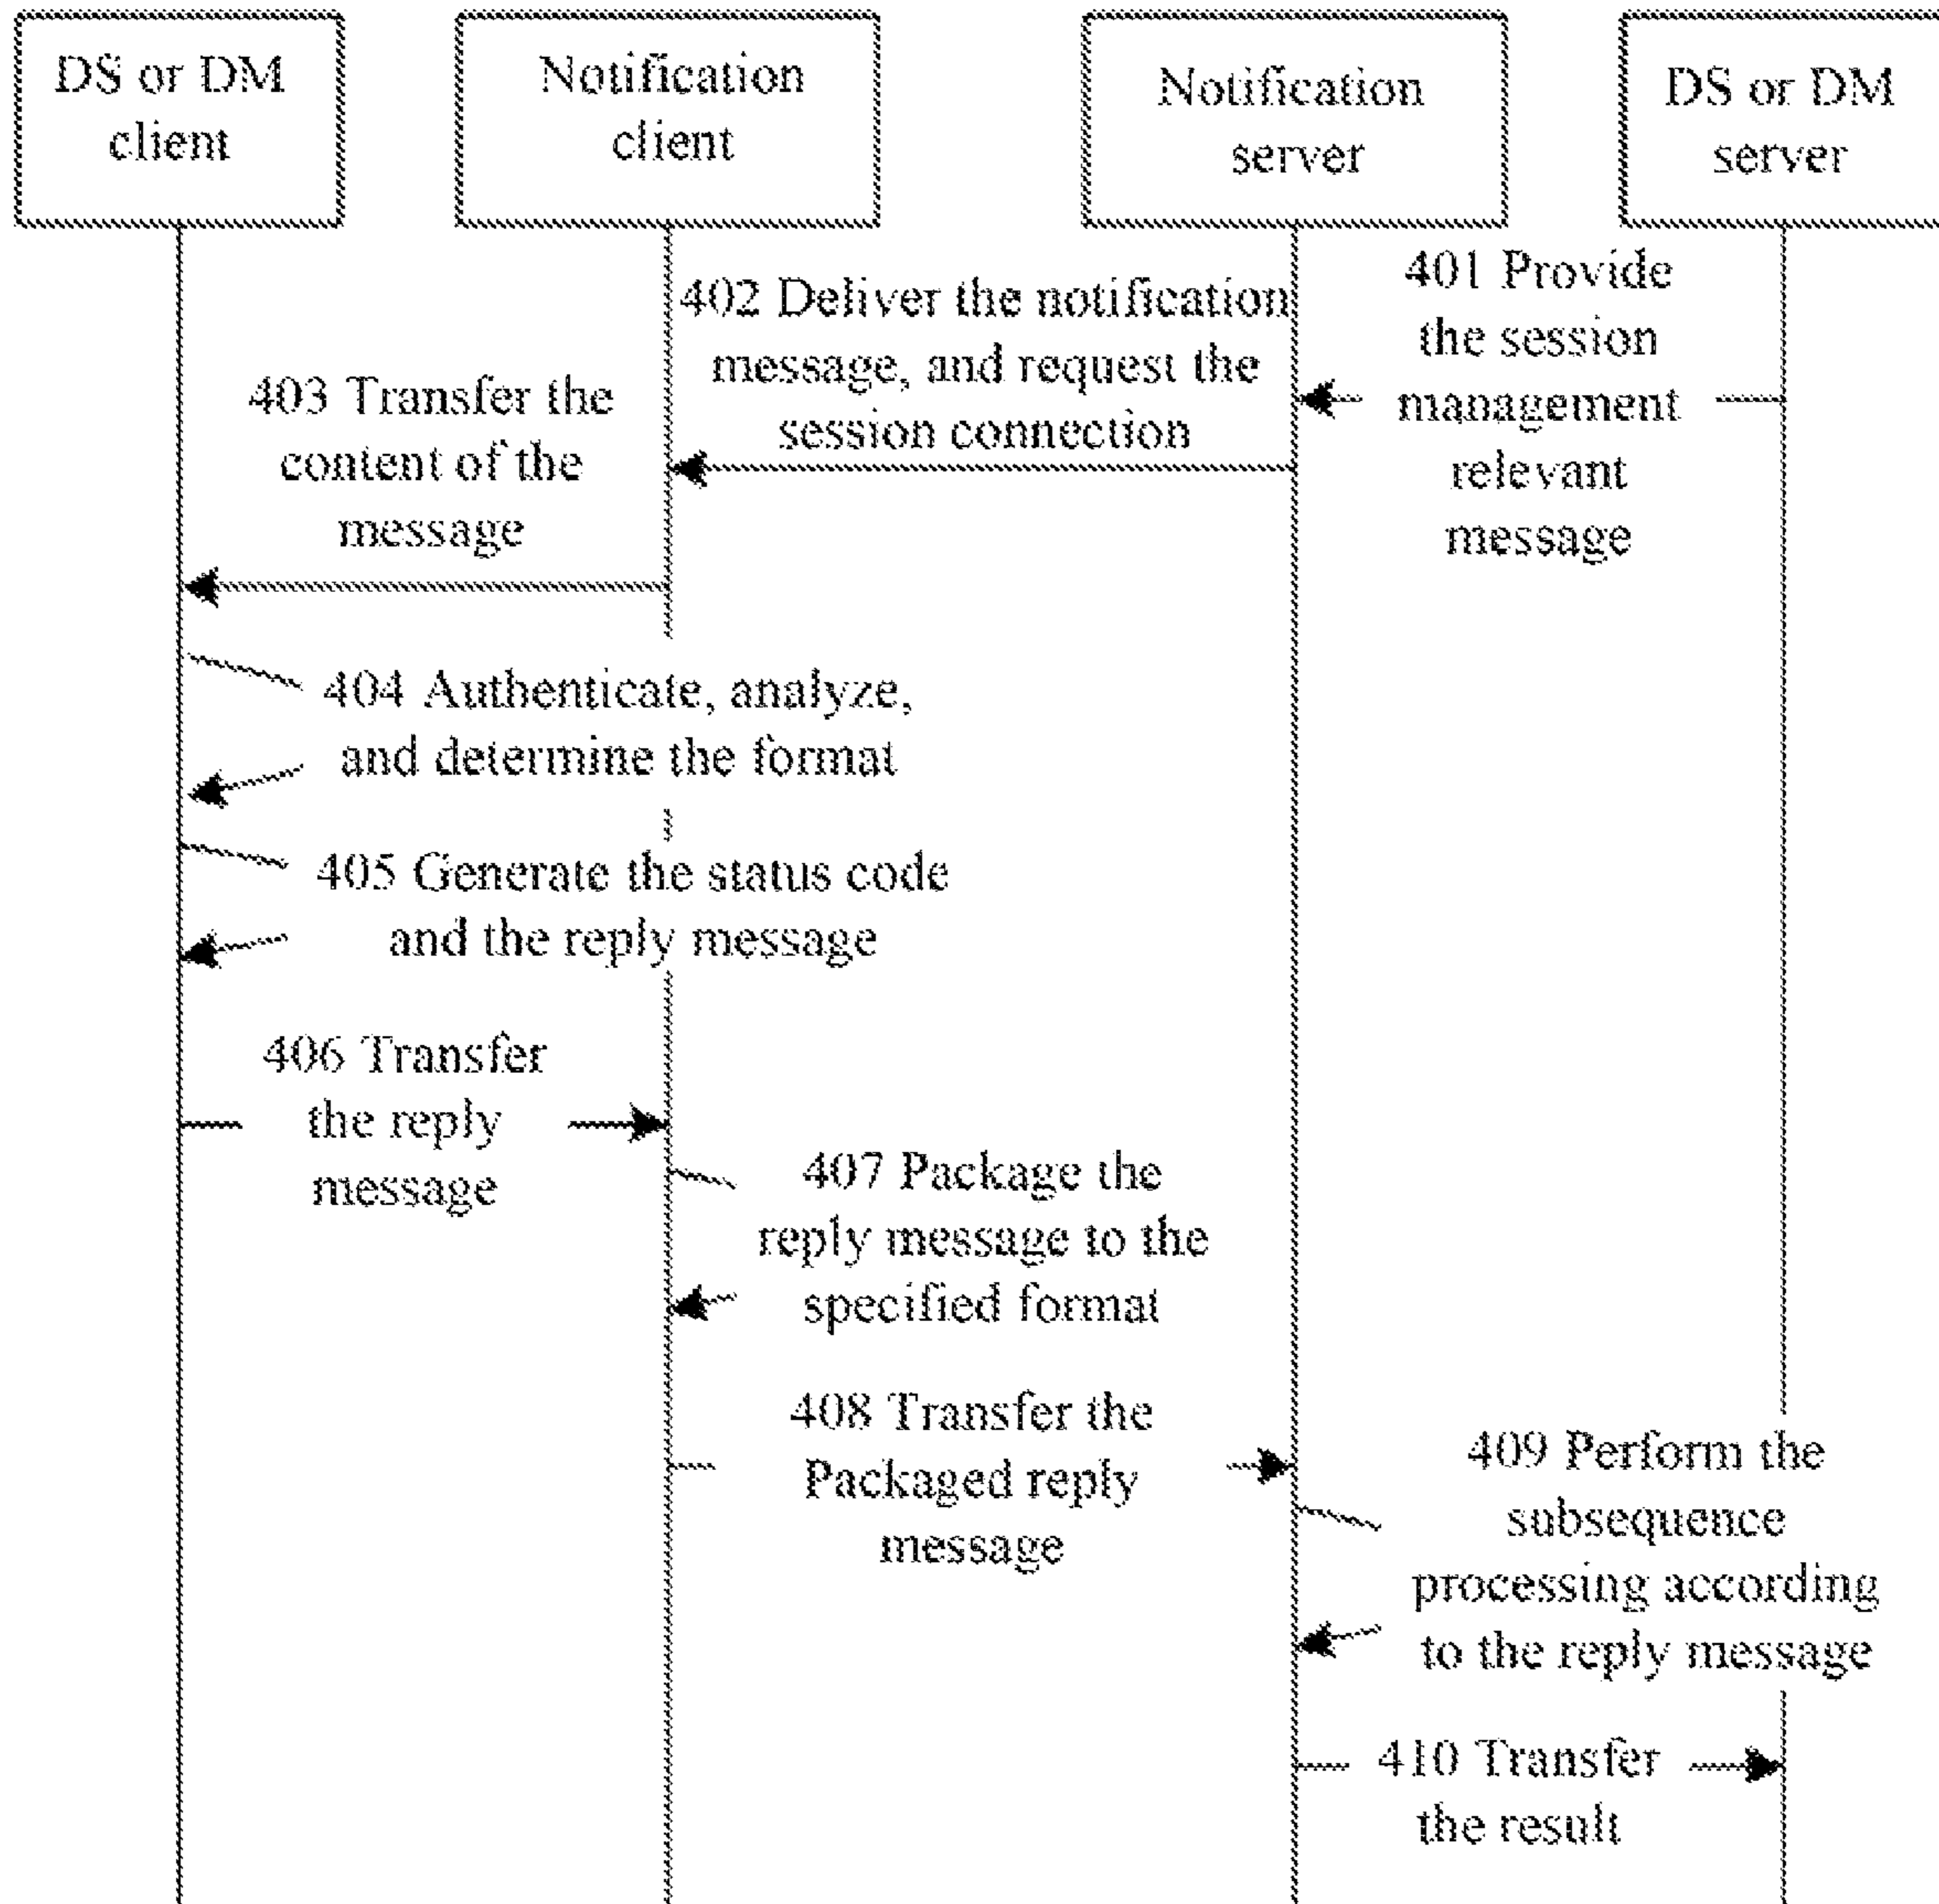 DS or DM
client
Notification
client
Notification
server
DS or DM
server
401 Provide
the session
management
relevant
message
402 Deliver the notification
message, and request the
session connection
403 Transfer the
content of the
message
404 Authenticate, analyze,
and determine the format
405 Generate the status code
and the reply message
406 Transfer
the reply
message
407 Package the
reply message to the
specified format
408 Transfer the
Packaged reply
message
409 Perform the
subsequence
processing according
to the reply message
410 Transfer
the result